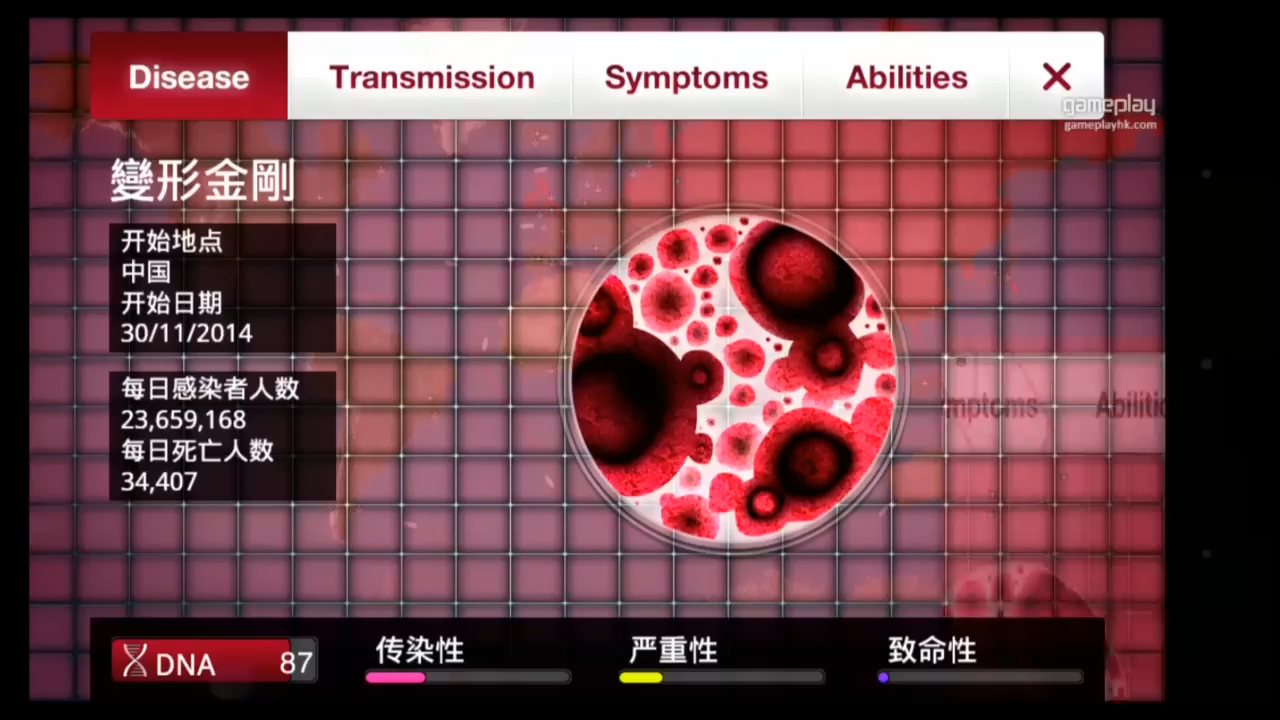 Disease
Transmission
Symptoms
Abilities
X
gameplay
gameplayhk.com
變形金剛
开始地点
中国
开始日期
30/11/2014
每日感染者人数
23,659,168
每日死亡人数
34,407
mptoms
Abilitie
DNA
87
传染性
严重性
致命性